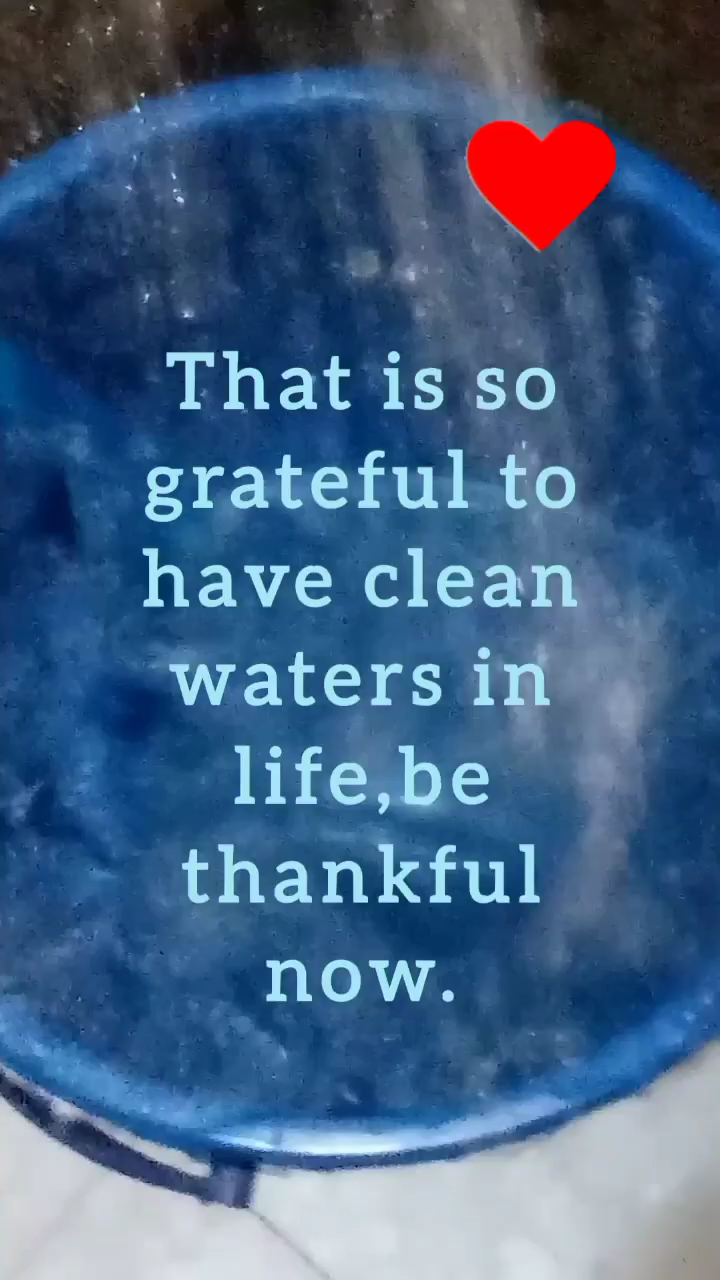 That is so
grateful to
have clean
waters in
life,be
thankful
now.